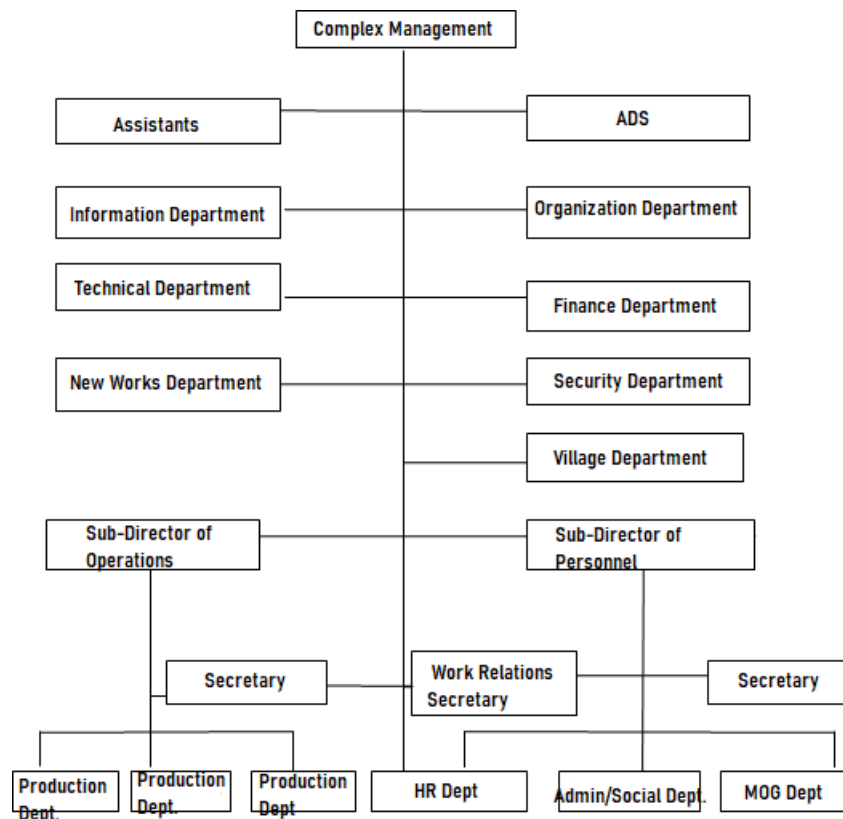 Complex Management
Assistants
ADS
Information Department
Organization Department
Technical Department
Finance Department
New Works Department
Security Department
Village Department
Sub-Director of
Operations
Sub-Director of
Personnel
Secretary
Work Relations
Secretary
Secretary
Production
Dept.
Production
Dept.
Production
Dept
HR Dept
Admin/Social Dept.
MOG Dept